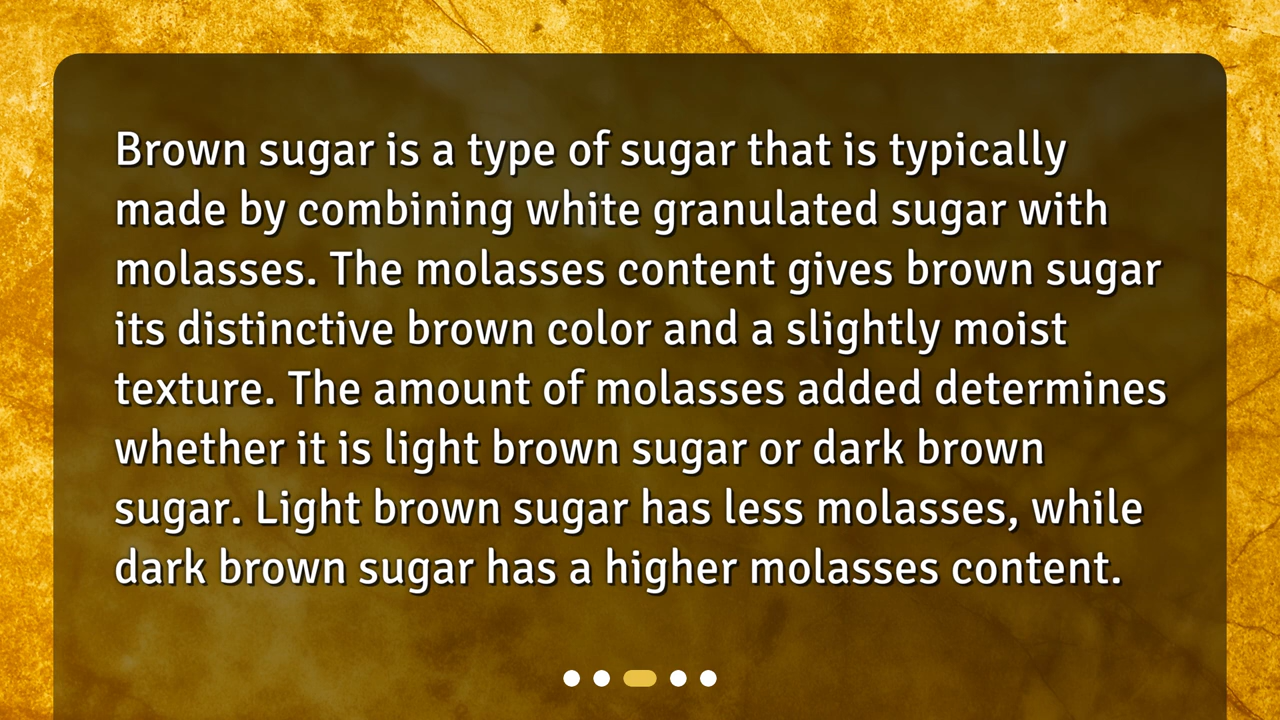 Brown sugar is a type of sugar that is typically
made by combining white granulated sugar with
molasses. The molasses content gives brown sugar
its distinctive brown color and a slightly moist
texture. The amount of molasses added determines
whether it is light brown sugar or dark brown
sugar. Light brown sugar has less molasses, while
dark brown sugar has a higher molasses content.